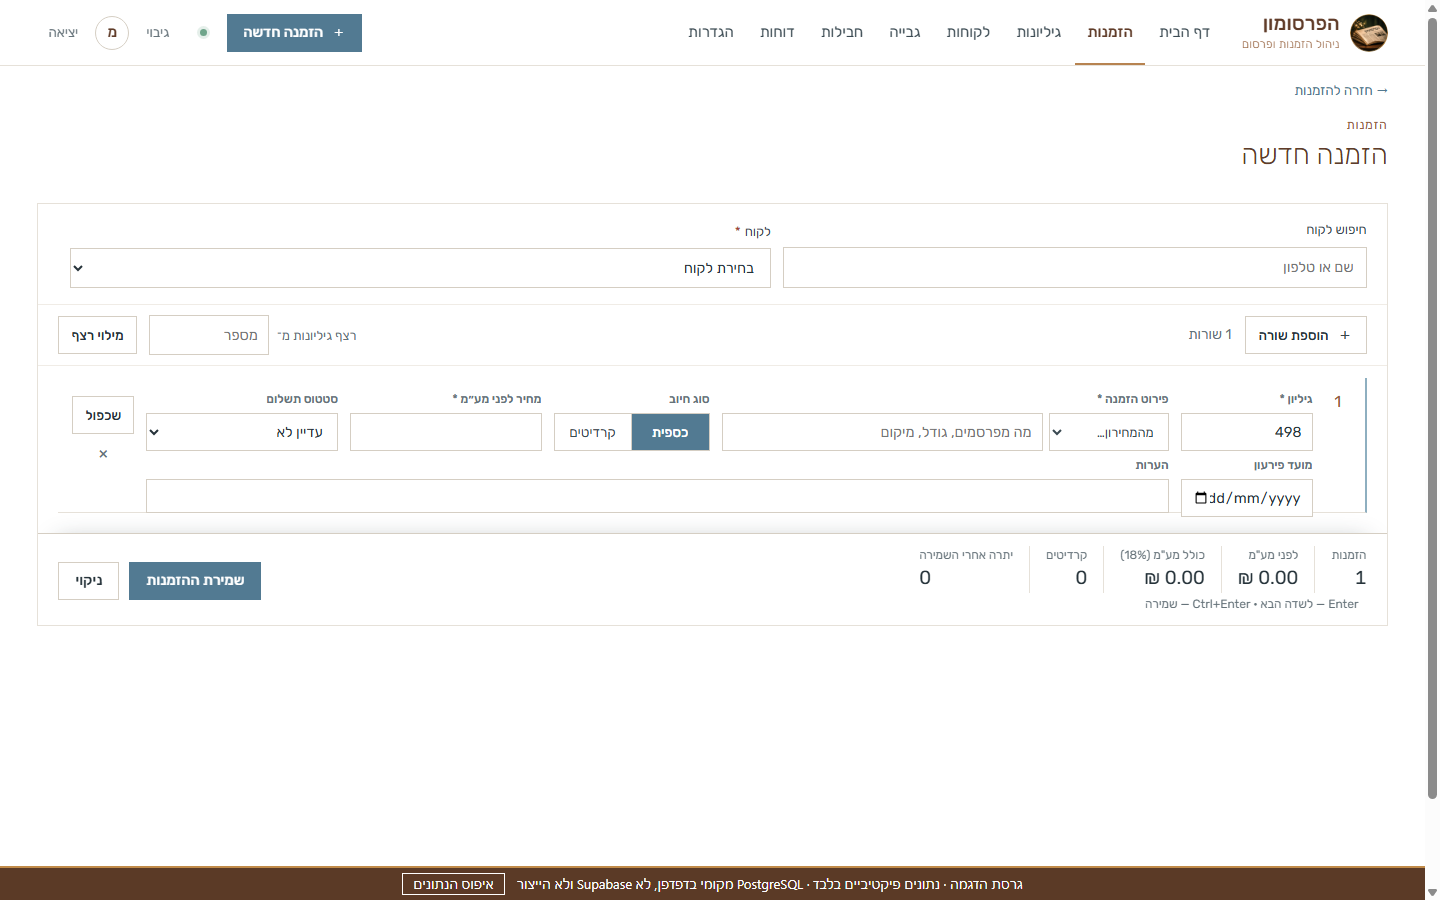 הפרסומון
ניהול הזמנות ופרסום
דף הבית
הזמנות
גיליונות
לקוחות
גבייה
חבילות
דוחות
הגדרות
+ הזמנה חדשה
גיבוי
מ
יציאה
→ חזרה להזמנות
הזמנות
הזמנה חדשה
חיפוש לקוח
לקוח *
שם או טלפון
בחירת לקוח
+ הוספת שורה
1 שורות
רצף גיליונות מ־
מספר
מילוי רצף
1
גיליון *
פירוט הזמנה *
סוג חיוב
מחיר לפני מע״מ *
סטטוס תשלום
שכפול
498
מהמחירון...
מה מפרסמים, גודל, מיקום
כספית
קרדיטים
עדיין לא
×
מועד פירעון
הערות
dd/mm/yyyy
הזמנות
לפני מע"מ
כולל מע"מ (18%)
קרדיטים
יתרה אחרי השמירה
1
0.00 ₪
0.00 ₪
0
0
Enter — לשדה הבא · Ctrl+Enter — שמירה
שמירת ההזמנות
ניקוי
גרסת הדגמה · נתונים פיקטיביים בלבד · PostgreSQL מקומי בדפדפן, לא Supabase ולא הייצור
איפוס הנתונים